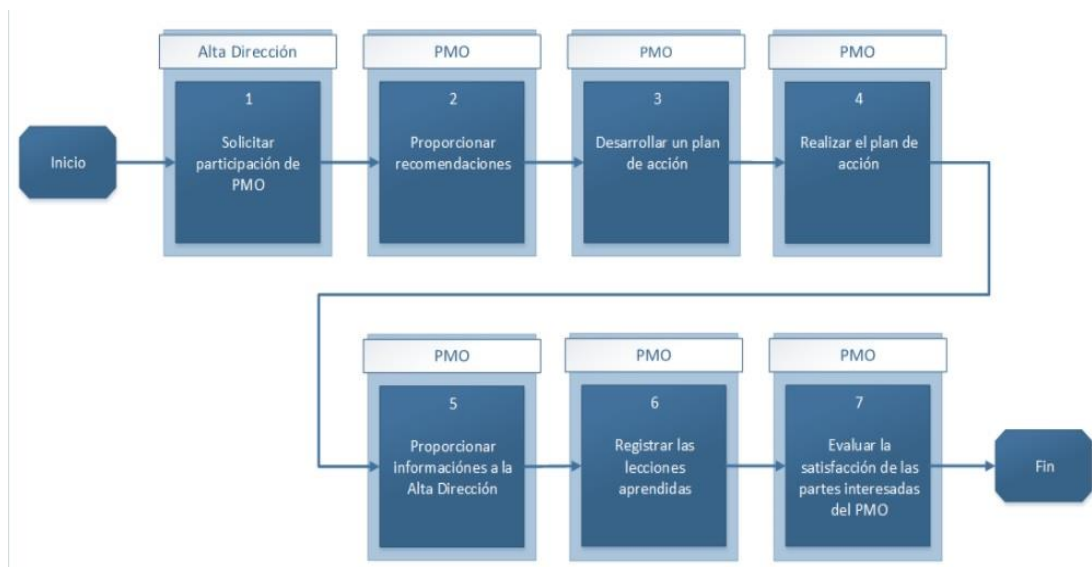 Inicio
Alta Dirección
1
Solicitar
participación de
PMO
PMO
2
Proporcionar
recomendaciones
PMO
3
Desarrollar un plan
de acción
PMO
4
Realizar el plan de
acción
PMO
5
Proporcionar
informaciónes a la
Alta Dirección
PMO
6
Registrar las
lecciones
aprendidas
PMO
7
Evaluar la
satisfacción de las
partes interesadas
del PMO
Fin